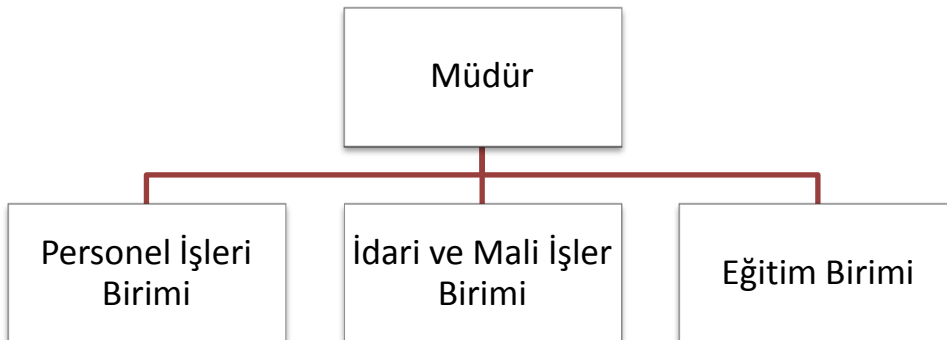 Müdür
Personel İşleri
Birimi
İdari ve Mali İşler
Birimi
Eğitim Birimi